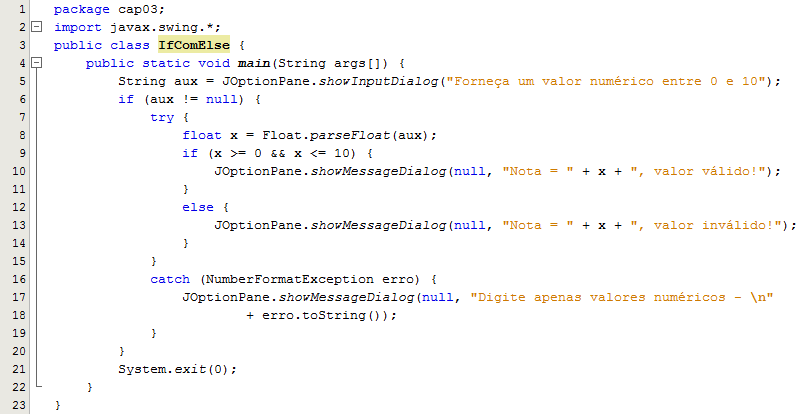 1 package cap03;
2 import javax.swing.*;
3 public class IfComElse {
4 public static void main(String args[]) {
5 String aux = JOptionPane.showInputDialog("Forneça um valor numérico entre 0 e 10");
6 if (aux != null) {
7 try {
8 float x = Float.parseFloat(aux);
9 if (x >= 0 && x <= 10) {
10 JOptionPane.showMessageDialog(null, "Nota = " + x + ", valor válido!");
11 }
12 else {
13 JOptionPane.showMessageDialog(null, "Nota = " + x + ", valor inválido!");
14 }
15 }
16 catch (NumberFormatException erro) {
17 JOptionPane.showMessageDialog(null, "Digite apenas valores numéricos - \n"
18 + erro.toString());
19 }
20 }
21 System.exit(0);
22 }
23 }